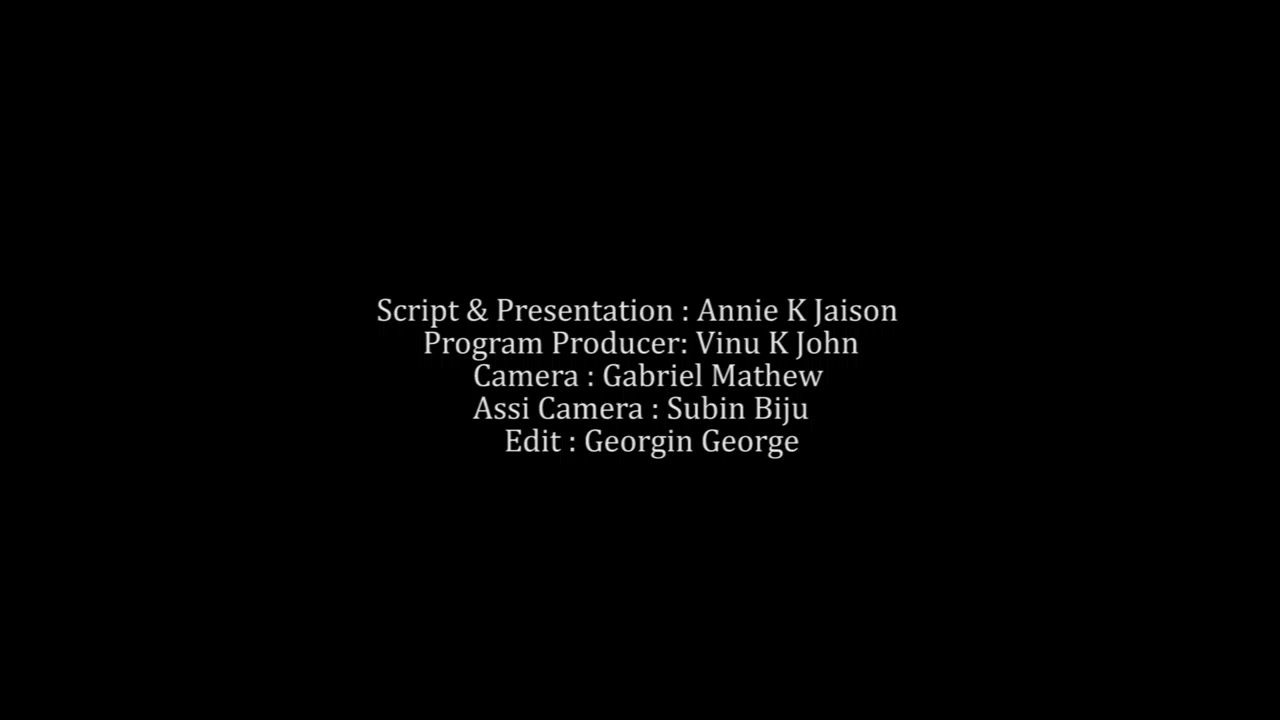 Script & Presentation : Annie K Jaison
Program Producer: Vinu K John
Camera : Gabriel Mathew
Assi Camera : Subin Biju
Edit : Georgin George